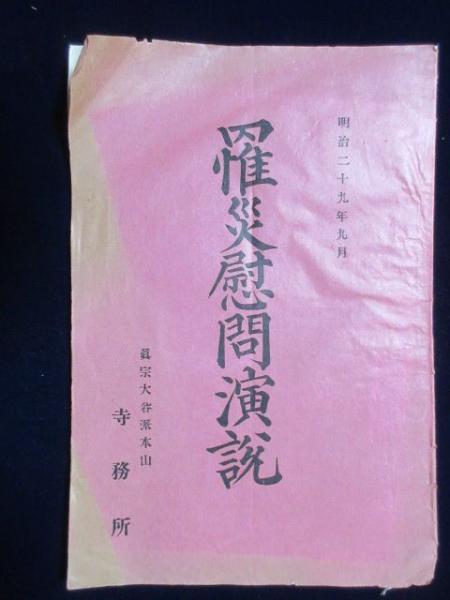 明治二十九年九月
罹災慰問演説
眞宗大谷派本山
寺務所